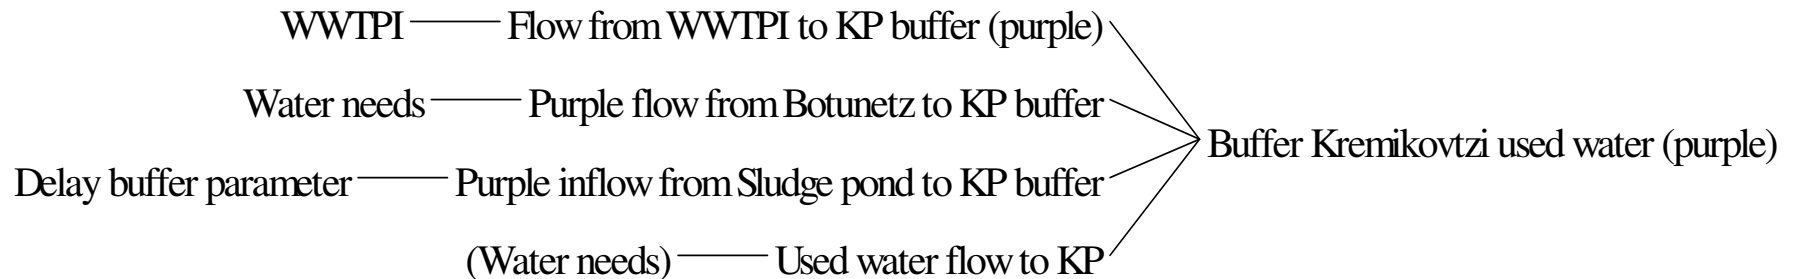 WWTPI Flow from WWTPI to KP buffer (purple)
Water needs Purple flow from Botunetz to KP buffer
Buffer Kremikovtzi used water (purple)
Delay buffer parameter Purple inflow from Sludge pond to KP buffer
(Water needs) Used water flow to KP